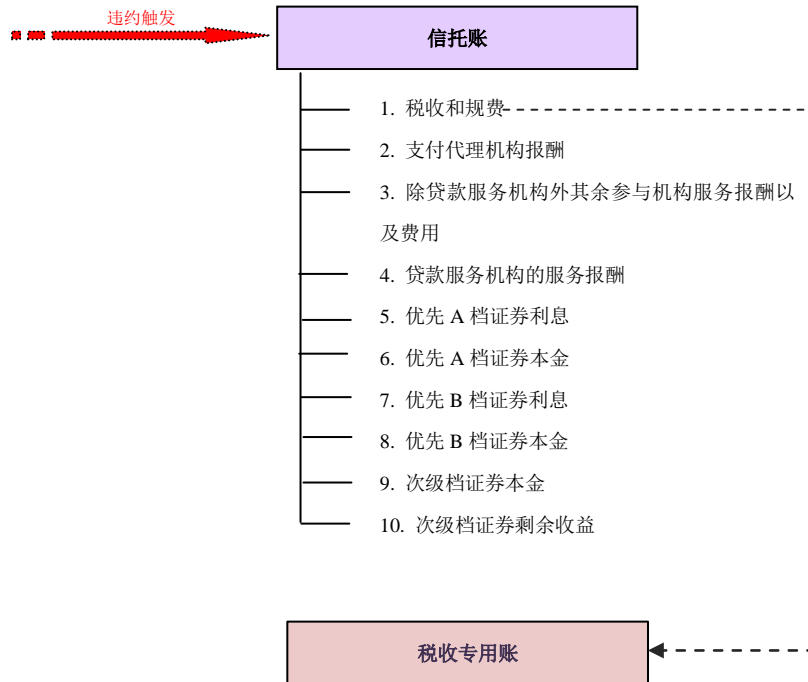 违约触发
信托账
1. 税收和规费
2. 支付代理机构报酬
3. 除贷款服务机构外其余参与机构服务报酬以
及费用
4. 贷款服务机构的服务报酬
5. 优先 A 档证券利息
6. 优先 A 档证券本金
7. 优先 B 档证券利息
8. 优先 B 档证券本金
9. 次级档证券本金
10. 次级档证券剩余收益
税收专用账